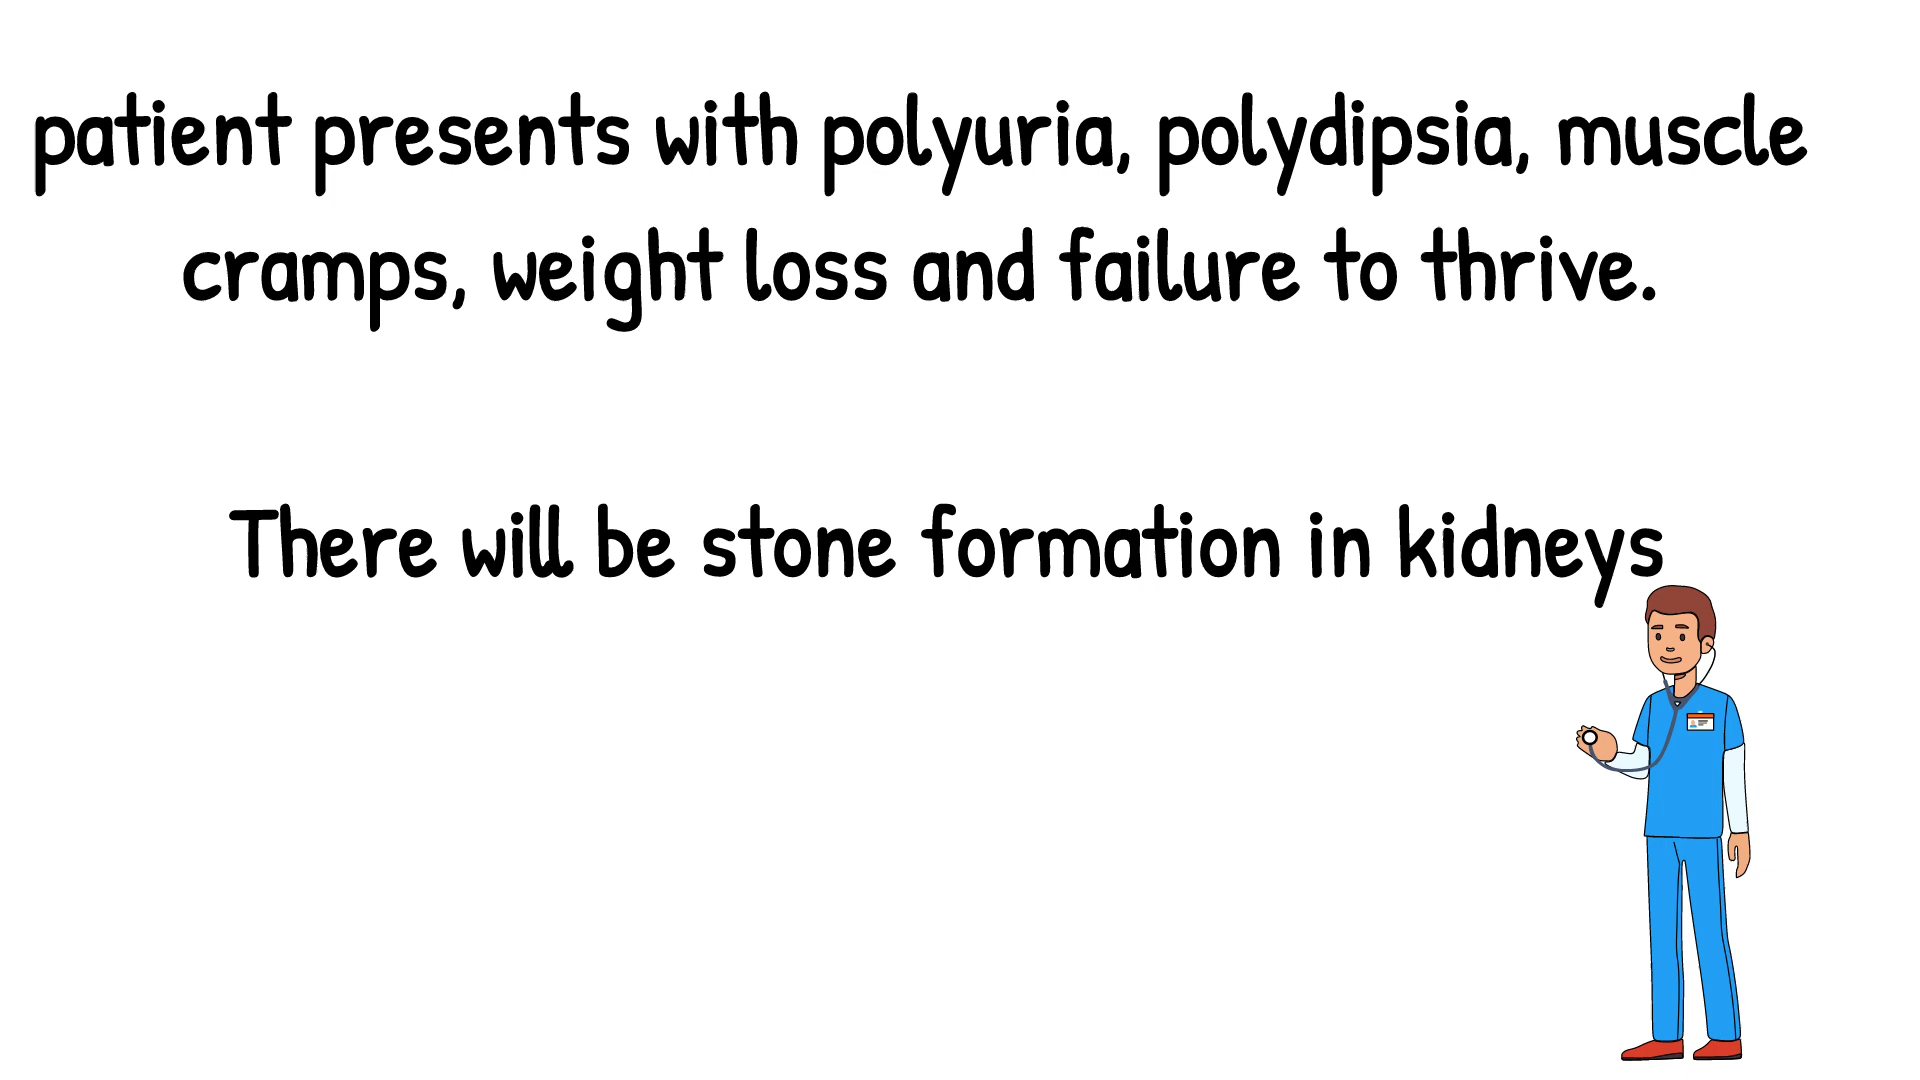 patient presents with polyuria, polydipsia, muscle
cramps, weight loss and failure to thrive.
There will be stone formation in kidneys